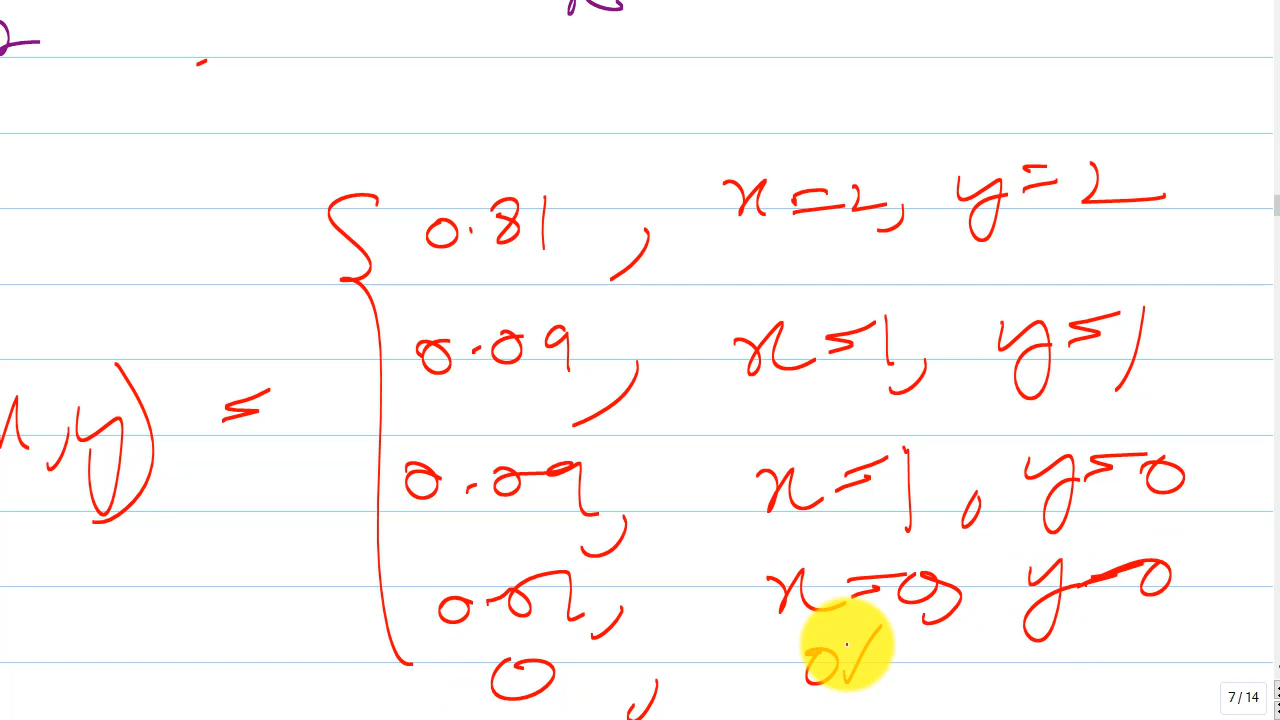 0.81 , x=2, y=2
0.09 , x=1, y=1
x,y) =
0.09, x=1, y=0
0.01, x=0, y=0
0 ,
7 / 14